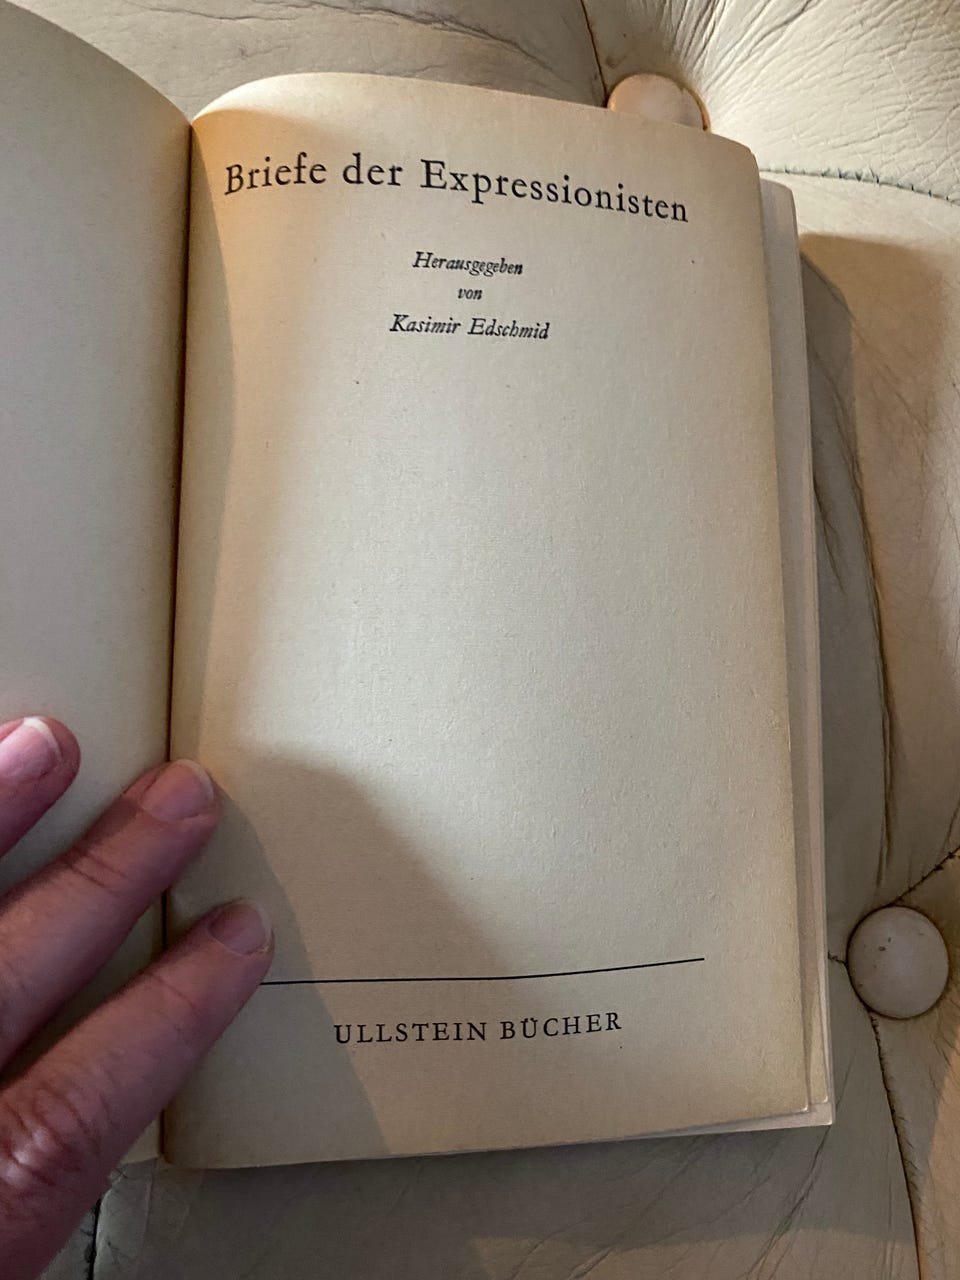 Briefe der Expressionisten
Herausgegeben
von
Kasimir Edschmid
ULLSTEIN BÜCHER